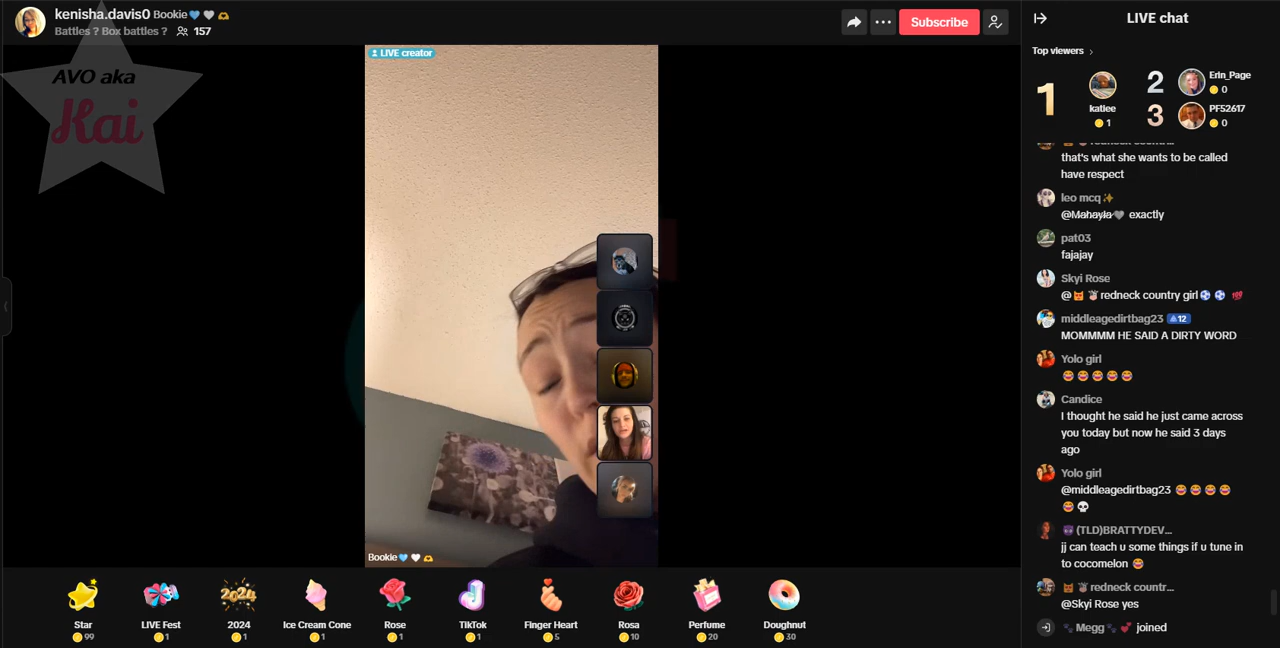 kenisha.davis0 Bookie💙🤍🫶
Battles ? Box battles ? 157
Subscribe
AVO aka
Kai
LIVE creator
Bookie💙🤍🫶
Star
99
LIVE Fest
1
2024
2024
1
Ice Cream Cone
1
Rose
1
TikTok
1
Finger Heart
5
Rosa
10
Perfume
20
Doughnut
30
LIVE chat
Top viewers >
1
katlee
1
2
Erin_Page
0
3
PF52617
0
that's what she wants to be called
have respect
leo mcq✨
@Mahayla🤍 exactly
pat03
fajajay
Skyi Rose
@redneck country girl⚽⚽ 💯
middleagedirtbag23 12
MOMMMM HE SAID A DIRTY WORD
Yolo girl
😂😂😂😂😂
Candice
I thought he said he just came across
you today but now he said 3 days
ago
Yolo girl
@middleagedirtbag23 😂😂😂😂
😂💀
😈(TLD)BRATTYDEV...
jj can teach u some things if u tune in
to cocomelon 😂
redneck countr...
@Skyi Rose yes
🐾Megg🐾💕 joined